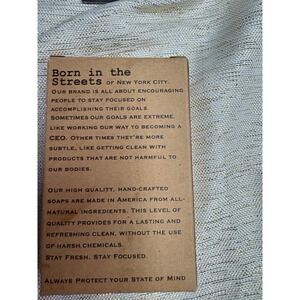 Born in the
Streets of New York City.
Our brand is all about encouraging
people to stay focused on
accomplishing their goals.
Sometimes our goals are extreme,
like working our way to becoming a
CEO. Other times they're more
subtle, like getting clean with
products that are not harmful to
our bodies.
Our high quality, hand-crafted
soaps are made in America from all-
natural ingredients. This level of
quality provides for a lasting and
refreshing clean, without the use
of harsh chemicals.
Stay Fresh. Stay Focused.
Always Protect your State of Mind